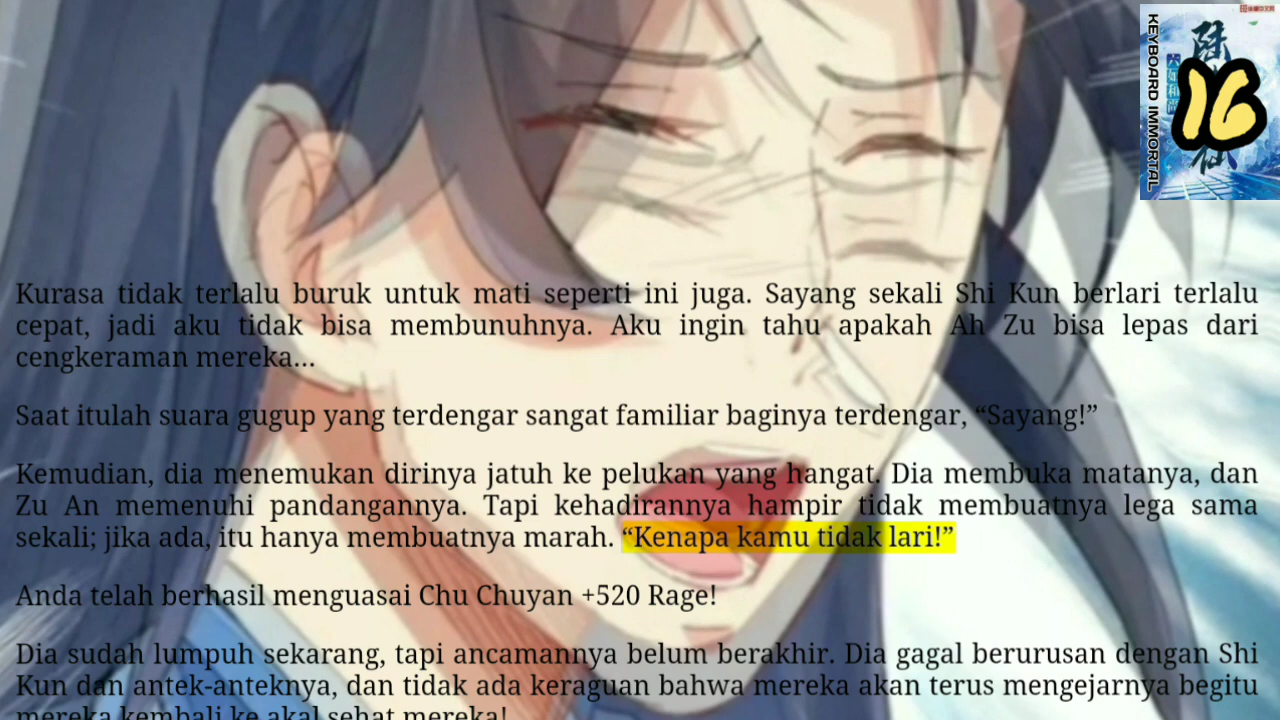 KEYBOARD IMMORTAL
16
Kurasa tidak terlalu buruk untuk mati seperti ini juga. Sayang sekali Shi Kun berlari terlalu
cepat, jadi aku tidak bisa membunuhnya. Aku ingin tahu apakah Ah Zu bisa lepas dari
cengkeraman mereka...
Saat itulah suara gugup yang terdengar sangat familiar baginya terdengar, “Sayang!”
Kemudian, dia menemukan dirinya jatuh ke pelukan yang hangat. Dia membuka matanya, dan
Zu An memenuhi pandangannya. Tapi kehadirannya hampir tidak membuatnya lega sama
sekali; jika ada, itu hanya membuatnya marah. “Kenapa kamu tidak lari!”
Anda telah berhasil menguasai Chu Chuyan +520 Rage!
Dia sudah lumpuh sekarang, tapi ancamannya belum berakhir. Dia gagal berurusan dengan Shi
Kun dan antek-anteknya, dan tidak ada keraguan bahwa mereka akan terus mengejarnya begitu
mereka kembali ke akal sehat mereka!